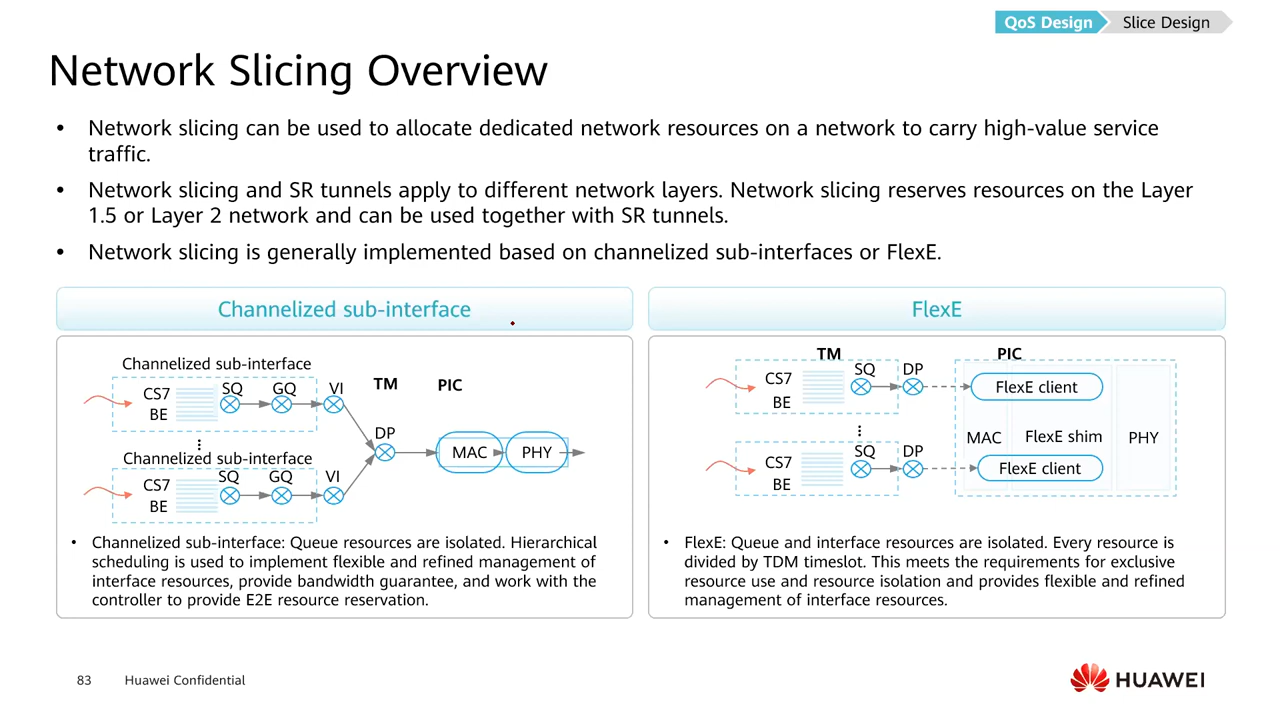 QoS Design
Slice Design
Network Slicing Overview
• Network slicing can be used to allocate dedicated network resources on a network to carry high-value service
traffic.
• Network slicing and SR tunnels apply to different network layers. Network slicing reserves resources on the Layer
1.5 or Layer 2 network and can be used together with SR tunnels.
• Network slicing is generally implemented based on channelized sub-interfaces or FlexE.
Channelized sub-interface
Channelized sub-interface
CS7
BE
SQ
GQ
VI
TM
PIC
DP
MAC
PHY
Channelized sub-interface
CS7
BE
SQ
GQ
VI
• Channelized sub-interface: Queue resources are isolated. Hierarchical
scheduling is used to implement flexible and refined management of
interface resources, provide bandwidth guarantee, and work with the
controller to provide E2E resource reservation.
FlexE
TM
PIC
CS7
BE
SQ
DP
FlexE client
MAC
FlexE shim
PHY
CS7
BE
SQ
DP
FlexE client
• FlexE: Queue and interface resources are isolated. Every resource is
divided by TDM timeslot. This meets the requirements for exclusive
resource use and resource isolation and provides flexible and refined
management of interface resources.
83
Huawei Confidential
HUAWEI